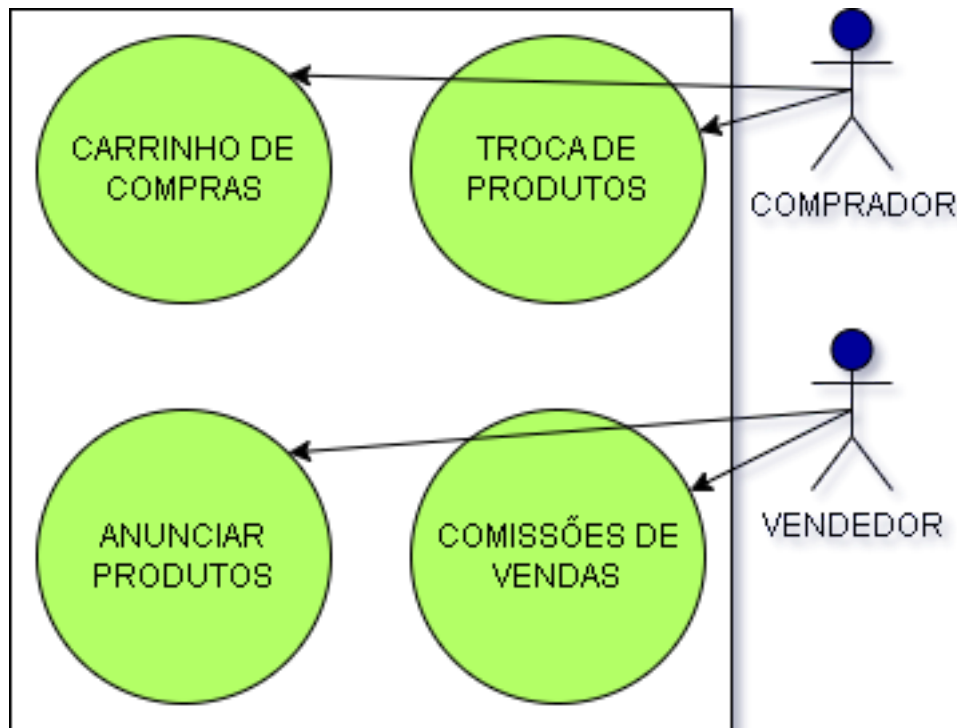 CARRINHO DE
COMPRAS
TROCA DE
PRODUTOS
COMPRADOR
ANUNCIAR
PRODUTOS
COMISSÕES DE
VENDAS
VENDEDOR